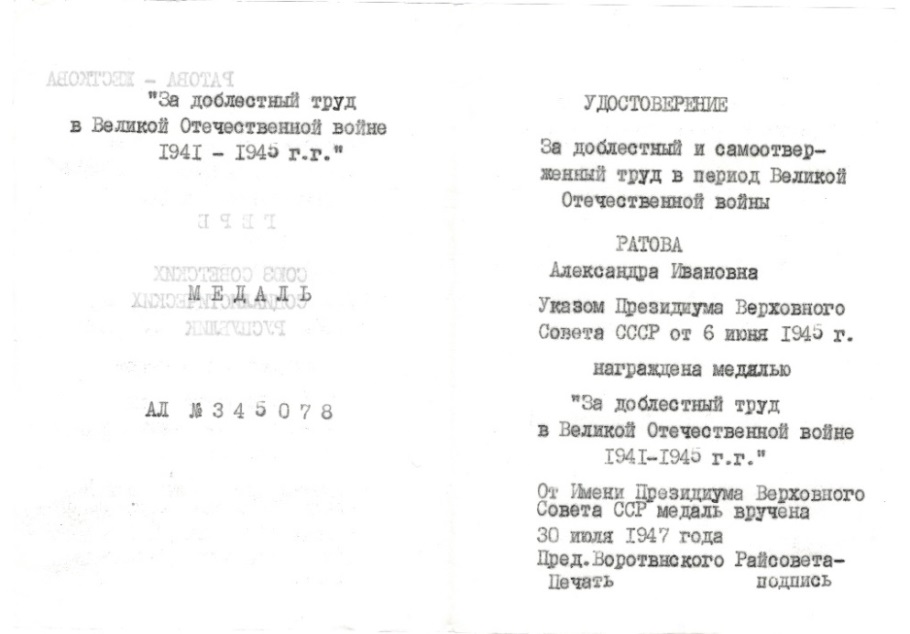 "За доблестный труд
в Великой Отечественной войне
1941 - 1945 г.г."
МЕДАЛЬ
АЛ №345078
УДОСТОВЕРЕНИЕ
За доблестный и самоотвер-
женный труд в период Великой
Отечественной войны
РАТОВА
Александра Ивановна
Указом Президиума Верховного
Совета СССР от 6 июня 1945 г.
награждена медалью
"За доблестный труд
в Великой Отечественной войне
1941-1945 г.г."
От Имени Президиума Верховного
Совета ССР медаль вручена
30 июля 1947 года
Пред.Воротвнского Райсовета-
Печать подпись